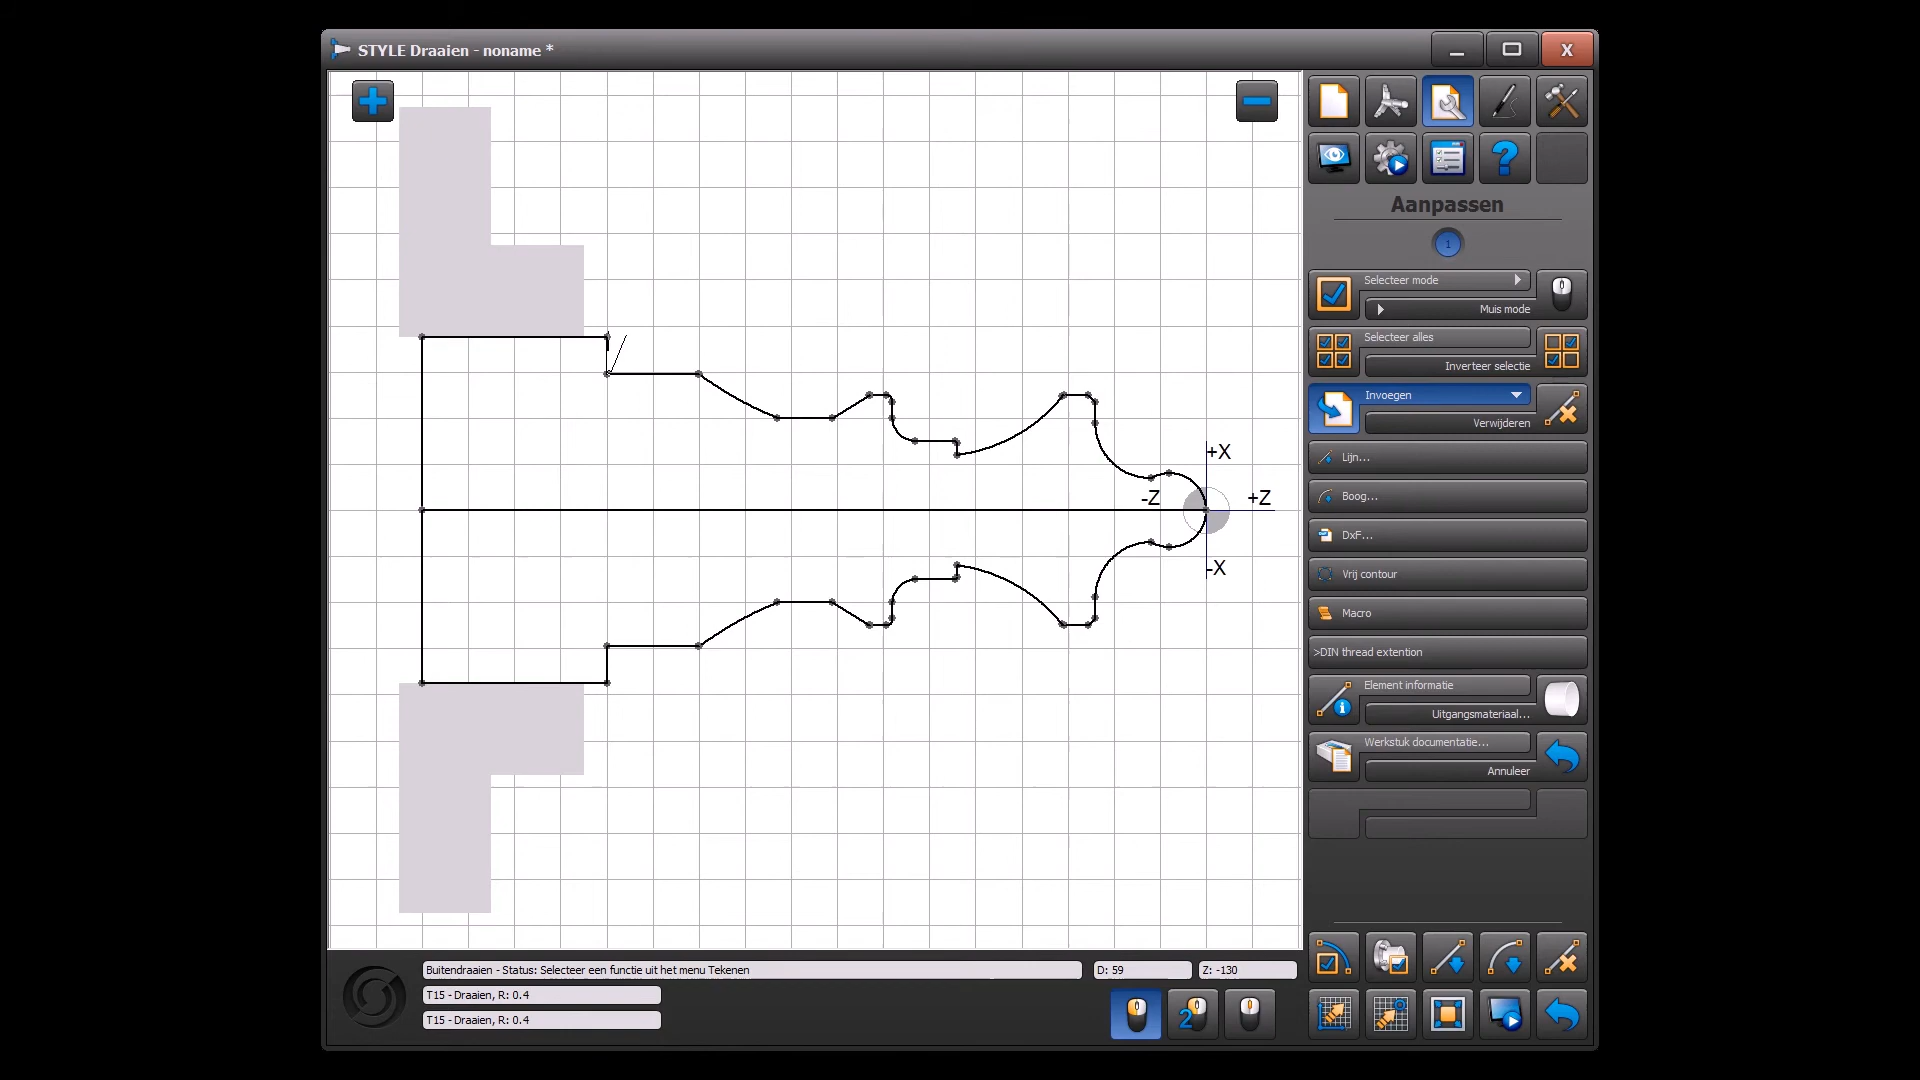 STYLE Draaien - noname *
X
Aanpassen
1
Selecteer mode
Muis mode
Selecteer alles
Inverteer selectie
Invoegen
Verwijderen
Lijn...
Boog...
DxF...
Vrij contour
Macro
>DIN thread extention
Element informatie
Uitgangsmateriaal...
Werkstuk documentatie...
Annuleer
+X
-Z
+Z
-X
Buitendraaien - Status: Selecteer een functie uit het menu Tekenen
D: 59
Z: -130
T15 - Draaien, R: 0.4
T15 - Draaien, R: 0.4
2